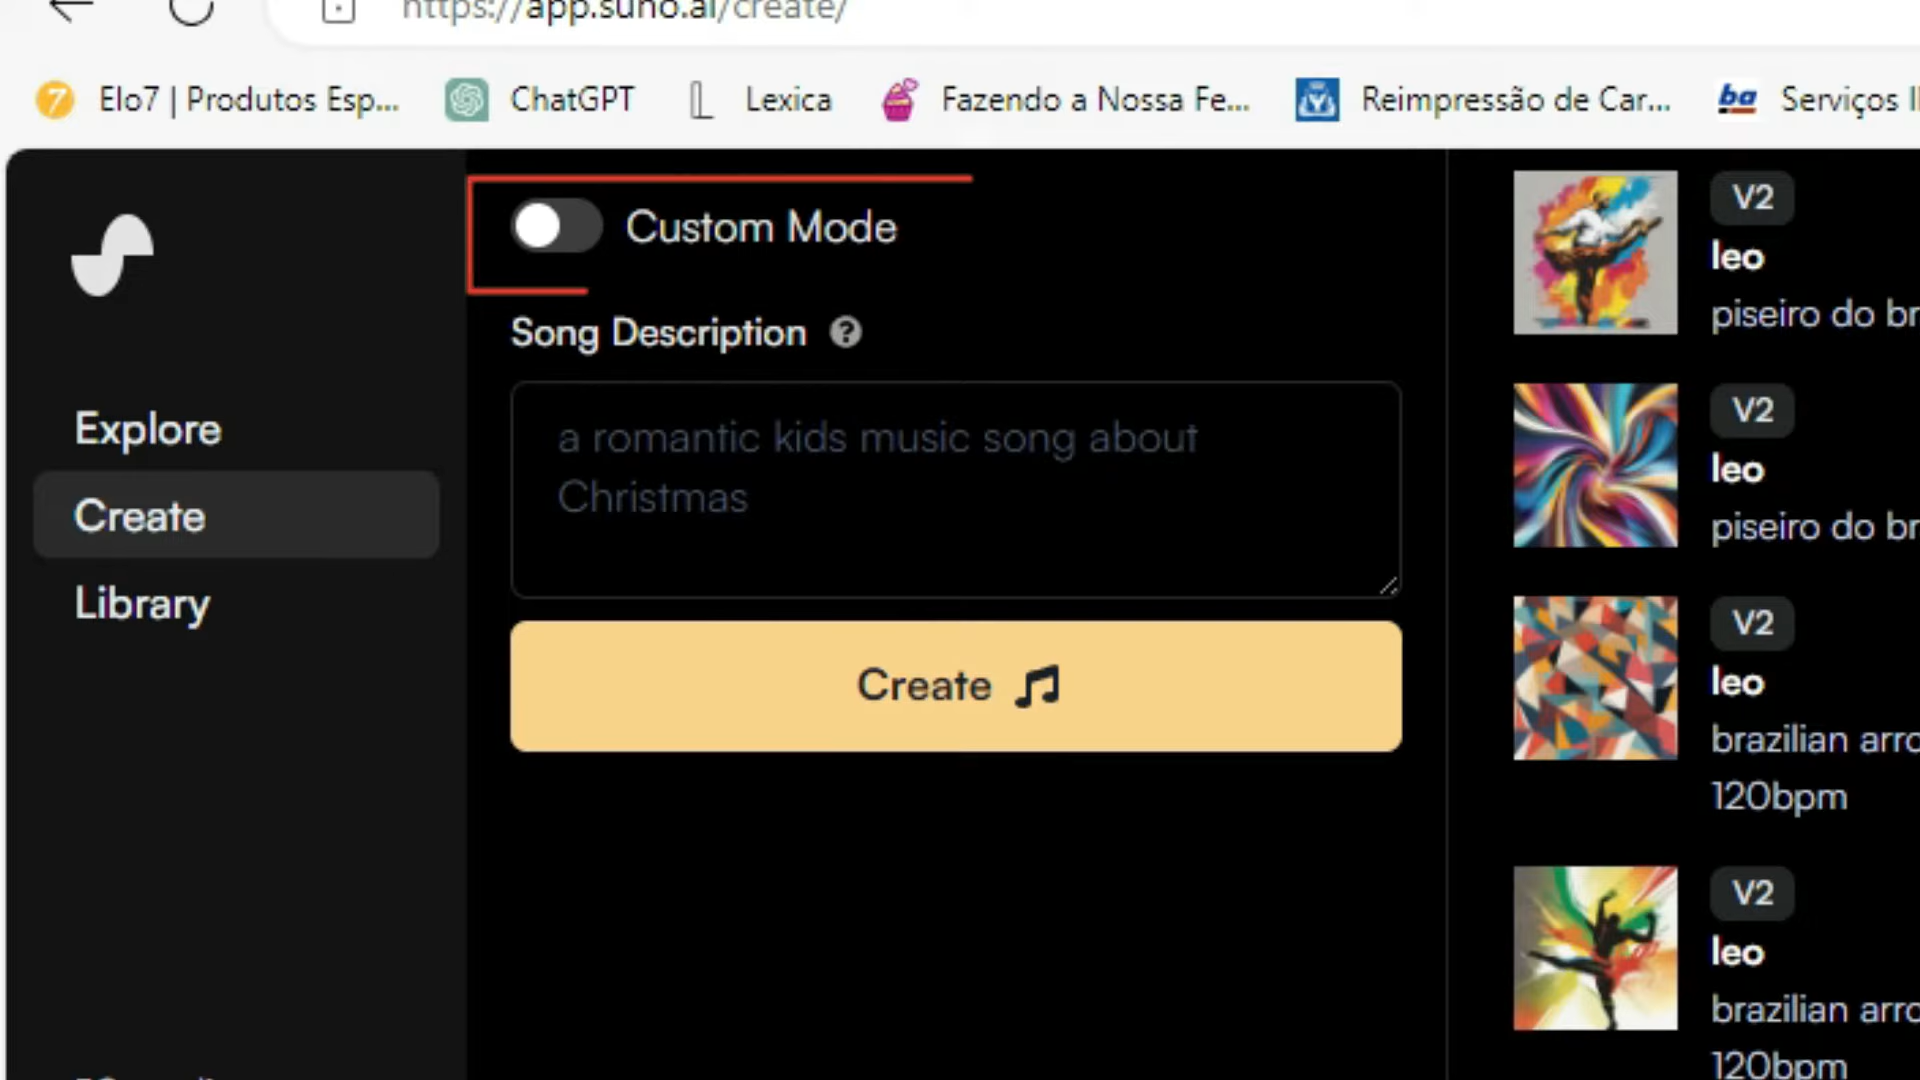 https://app.suno.ai/create/
Elo7 | Produtos Esp...
ChatGPT
Lexica
Fazendo a Nossa Fe...
Reimpressão de Car...
Serviços
Custom Mode
Song Description
a romantic kids music song about
Christmas
Create
Explore
Create
Library
V2
leo
piseiro do br
V2
leo
piseiro do br
V2
leo
brazilian arro
120bpm
V2
leo
brazilian arro
120bpm